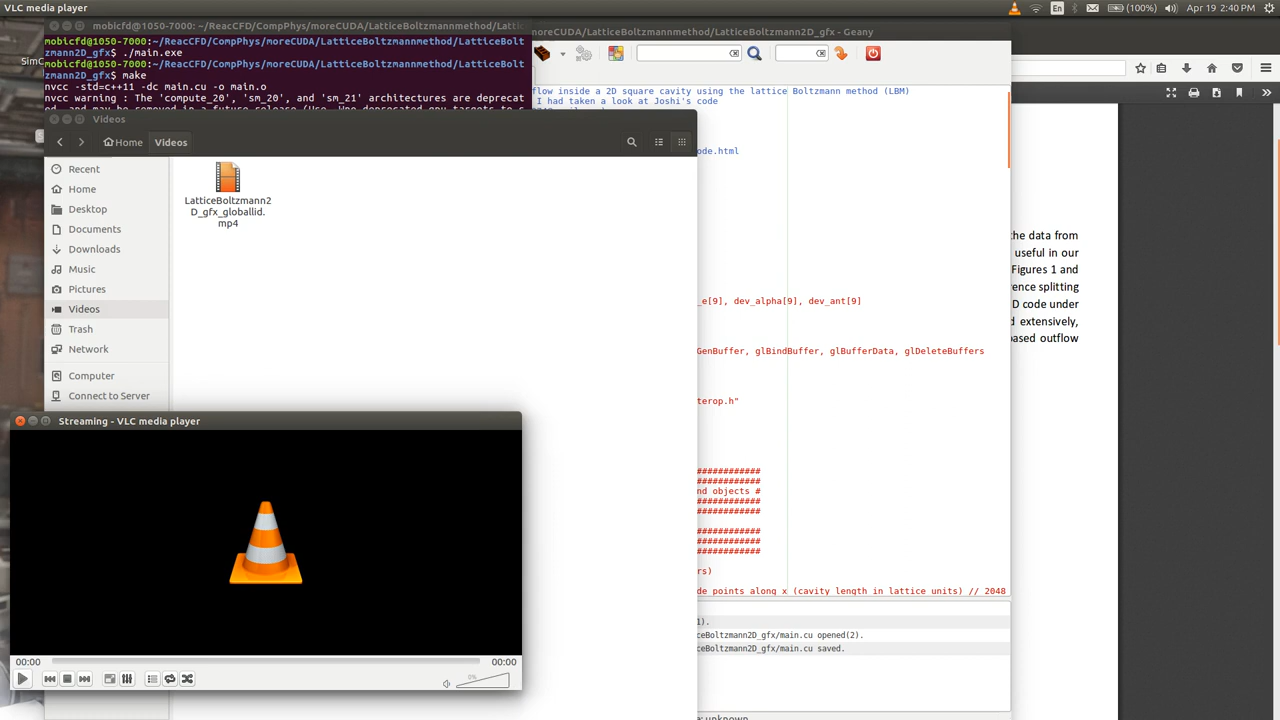 VLC media player
En
(100%)
Apr 19 2:40 PM
mobicfd@1050-7000: ~/ReacCFD/CompPhys/moreCUDA/LatticeBoltzmannmethod/LatticeBoltzmann2D_gfx
mobicfd@1050-7000:~/ReacCFD/CompPhys/moreCUDA/LatticeBoltzmannmethod/LatticeBolt
zmann2D_gfx$ ./main.exe
mobicfd@1050-7000:~/ReacCFD/CompPhys/moreCUDA/LatticeBoltzmannmethod/LatticeBolt
zmann2D_gfx$ make
nvcc -std=c++11 -dc main.cu -o main.o
nvcc warning : The 'compute_20', 'sm_20', and 'sm_21' architectures are deprecat
oreCUDA/LatticeBoltzmannmethod/LatticeBoltzmann2D_gfx - Geany
flow inside a 2D square cavity using the lattice Boltzmann method (LBM)
I had taken a look at Joshi's code
ode.html
_e[9], dev_alpha[9], dev_ant[9]
GenBuffer, glBindBuffer, glBufferData, glDeleteBuffers
terop.h"
############
############
nd objects #
############
############
############
############
############
rs)
de points along x (cavity length in lattice units) // 2048
1).
ceBoltzmann2D_gfx/main.cu opened(2).
ceBoltzmann2D_gfx/main.cu saved.
: unknown
the data from
useful in our
Figures 1 and
rence splitting
D code under
d extensively,
based outflow
Videos
Home
Videos
Recent
Home
Desktop
Documents
Downloads
Music
Pictures
Videos
Trash
Network
Computer
Connect to Server
LatticeBoltzmann2
D_gfx_globallid.
mp4
Streaming - VLC media player
00:00
00:00
0%